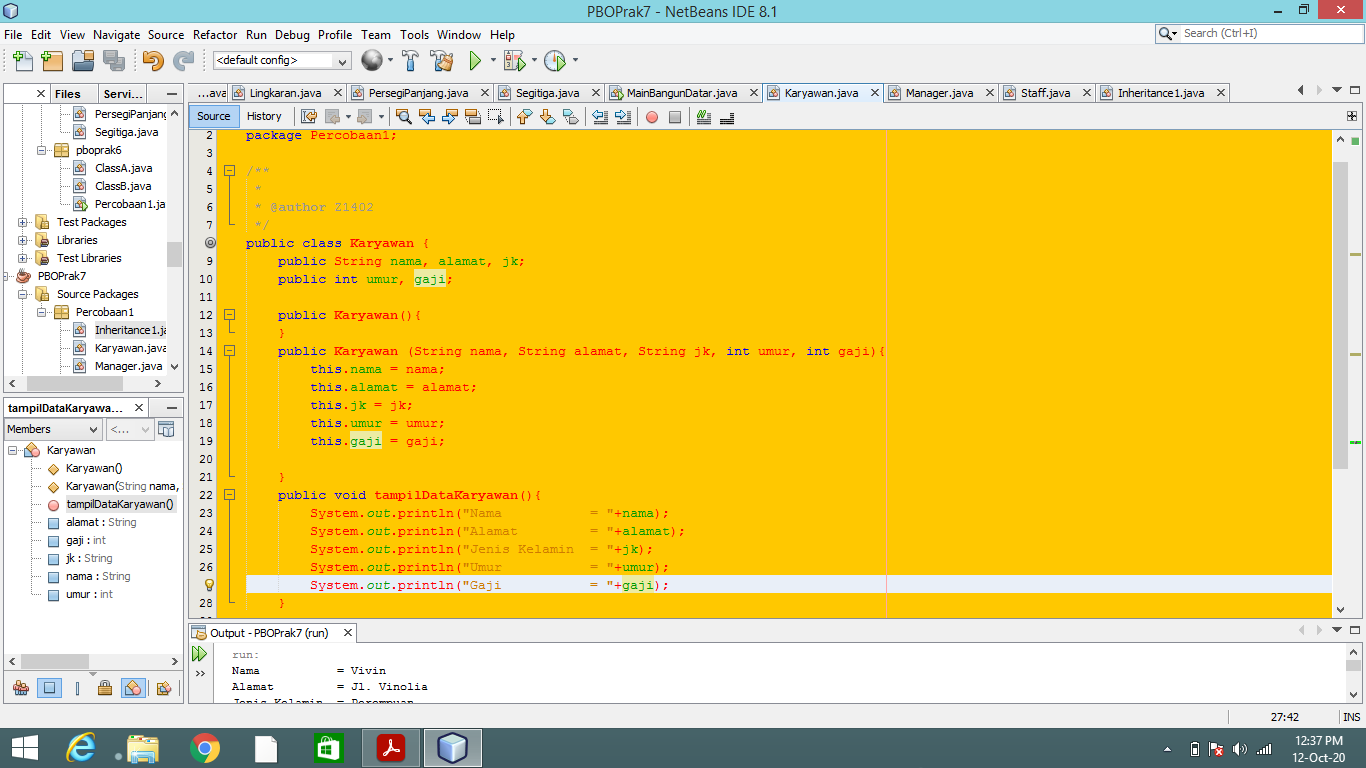 PBOPrak7 - NetBeans IDE 8.1
File Edit View Navigate Source Refactor Run Debug Profile Team Tools Window Help
Search (Ctrl+I)
<default config>
Files Servi...
...ava Lingkaran.java PersegiPanjang.java Segitiga.java MainBangunDatar.java Karyawan.java Manager.java Staff.java Inheritance1.java
Source History
PersegiPanjang
Segitiga.java
pboprak6
ClassA.java
ClassB.java
Percobaan1.ja
Test Packages
Libraries
Test Libraries
PBOPrak7
Source Packages
Percobaan1
Inheritance1.ja
Karyawan.java
Manager.java
tampilDataKaryawa...
Members <...
Karyawan
Karyawan()
Karyawan(String nama,
tampilDataKaryawan()
alamat : String
gaji : int
jk : String
nama : String
umur : int
2 package Percobaan1;
3
4 /**
5 *
6 * @author Z1402
7 */
public class Karyawan {
9 public String nama, alamat, jk;
10 public int umur, gaji;
11
12 public Karyawan(){
13 }
14 public Karyawan (String nama, String alamat, String jk, int umur, int gaji){
15 this.nama = nama;
16 this.alamat = alamat;
17 this.jk = jk;
18 this.umur = umur;
19 this.gaji = gaji;
20
21 }
22 public void tampilDataKaryawan(){
23 System.out.println("Nama = "+nama);
24 System.out.println("Alamat = "+alamat);
25 System.out.println("Jenis Kelamin = "+jk);
26 System.out.println("Umur = "+umur);
System.out.println("Gaji = "+gaji);
28 }
Output - PBOPrak7 (run)
run:
Nama = Vivin
Alamat = Jl. Vinolia
Jenis Kelamin = Perempuan
27:42 INS
12:37 PM
12-Oct-20